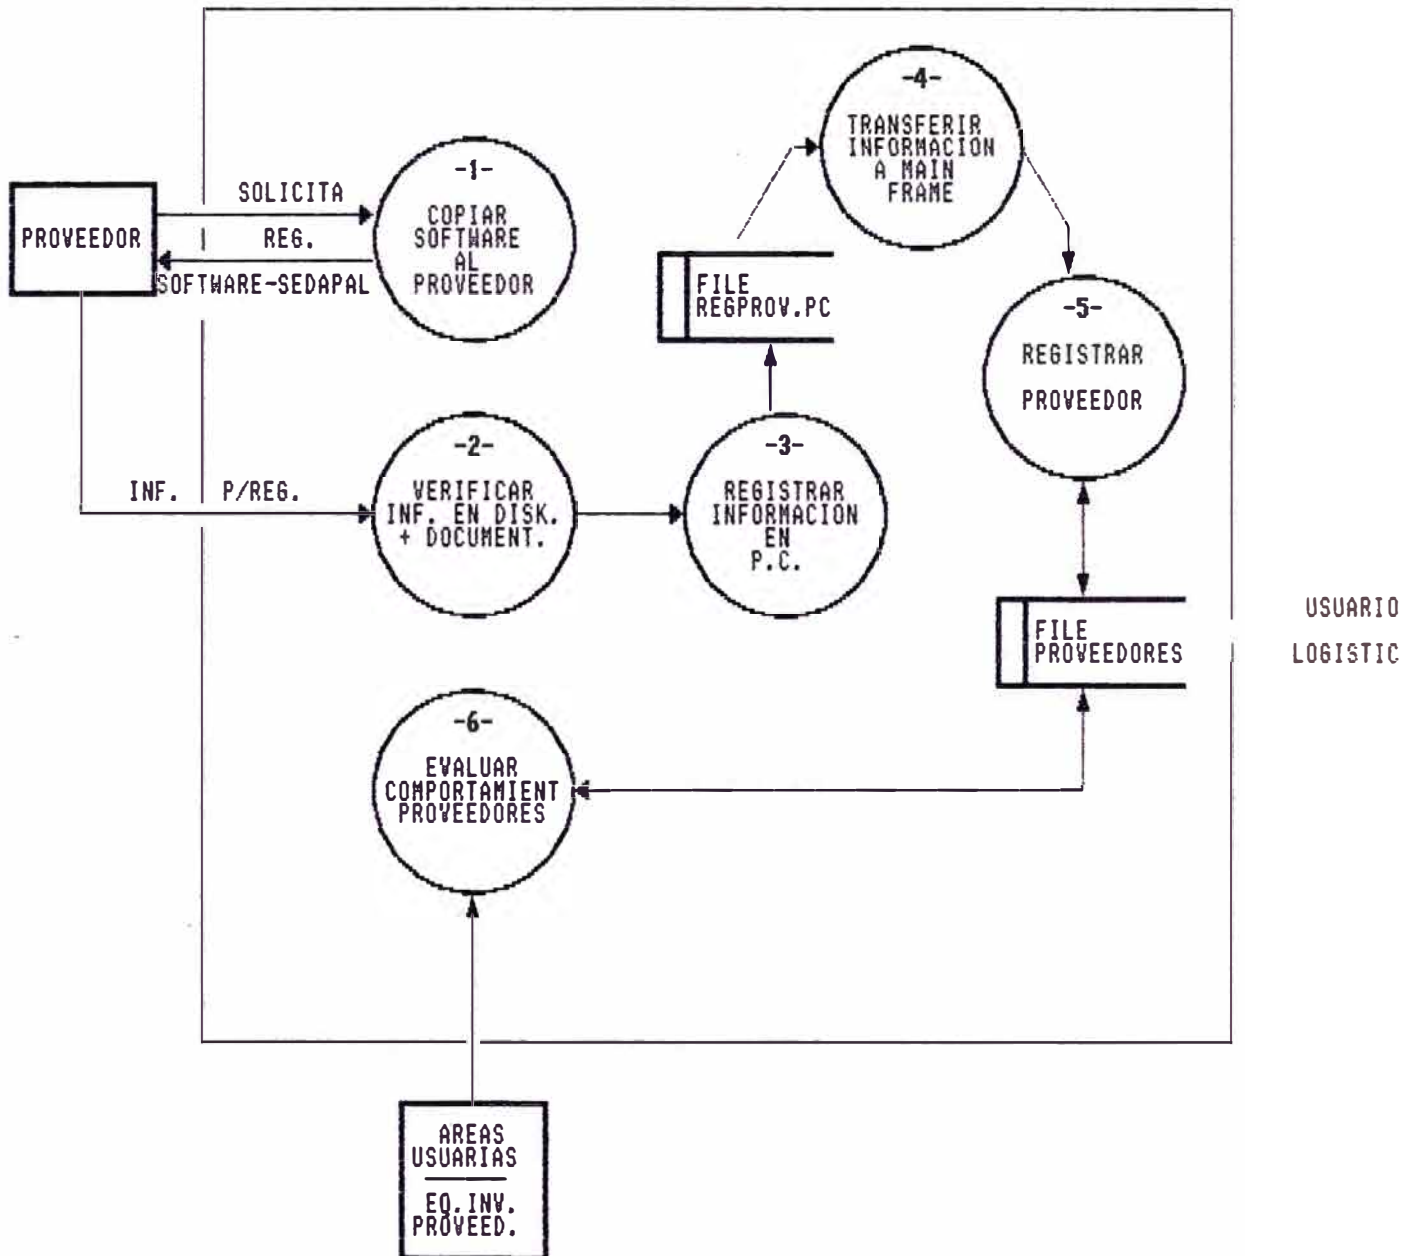 -4-
TRANSFERIR
INFORMACION
A MAIN
FRAME
-1-
COPIAR
SOFTWARE
AL
PROVEEDOR
SOLICITA
REG.
SOFTWARE-SEDAPAL
PROVEEDOR
FILE
REGPROV.PC
-5-
REGISTRAR
PROVEEDOR
-2-
VERIFICAR
INF. EN DISK.
+ DOCUMENT.
-3-
REGISTRAR
INFORMACION
EN
P.C.
INF. P/REG.
FILE
PROVEEDORES
USUARIO
LOGISTIC
-6-
EVALUAR
COMPORTAMIENT
PROVEEDORES
AREAS
USUARIAS
EQ.INV.
PROVEED.